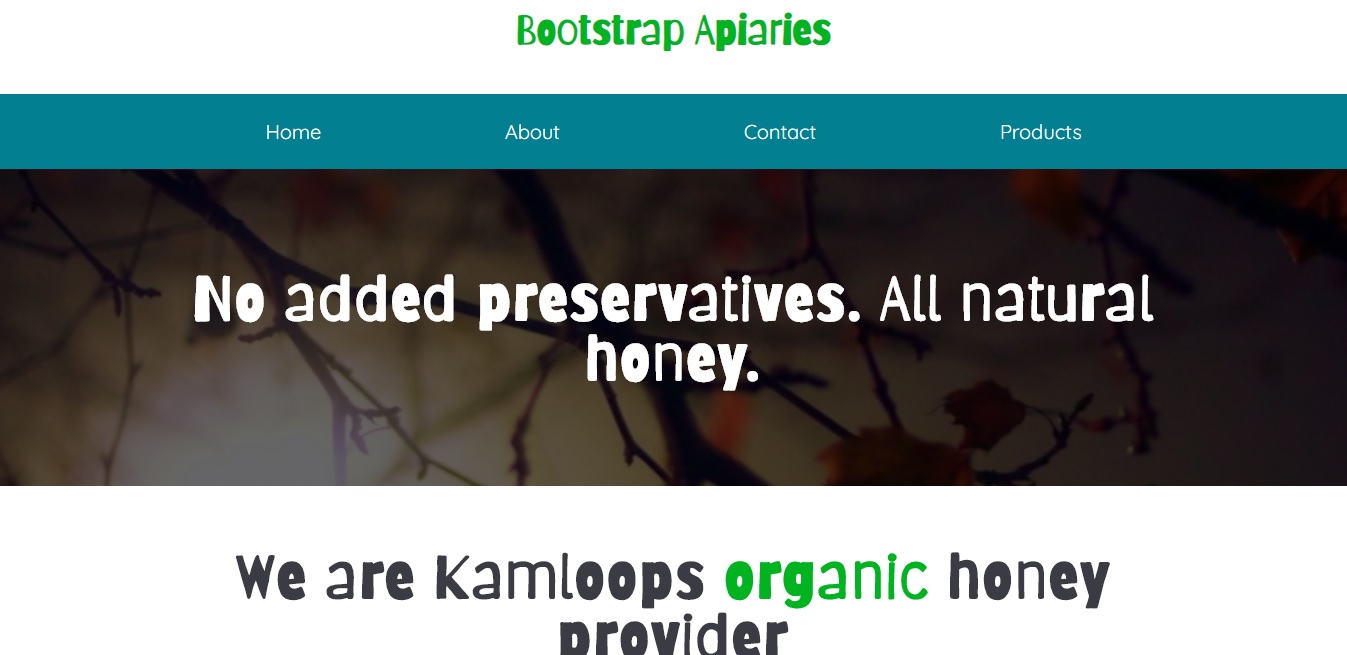 Bootstrap Apiaries
Home About Contact Products
No added preservatives. All natural
honey.
We are Kamloops organic honey
provider